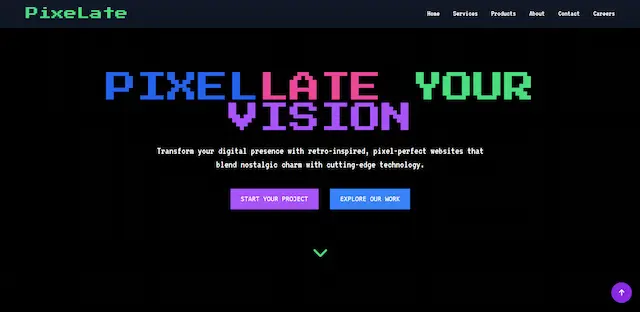 PixeLate
Home Services Products About Contact Careers
PIXELLATE YOUR
VISION
Transform your digital presence with retro-inspired, pixel-perfect websites that
blend nostalgic charm with cutting-edge technology.
START YOUR PROJECT EXPLORE OUR WORK